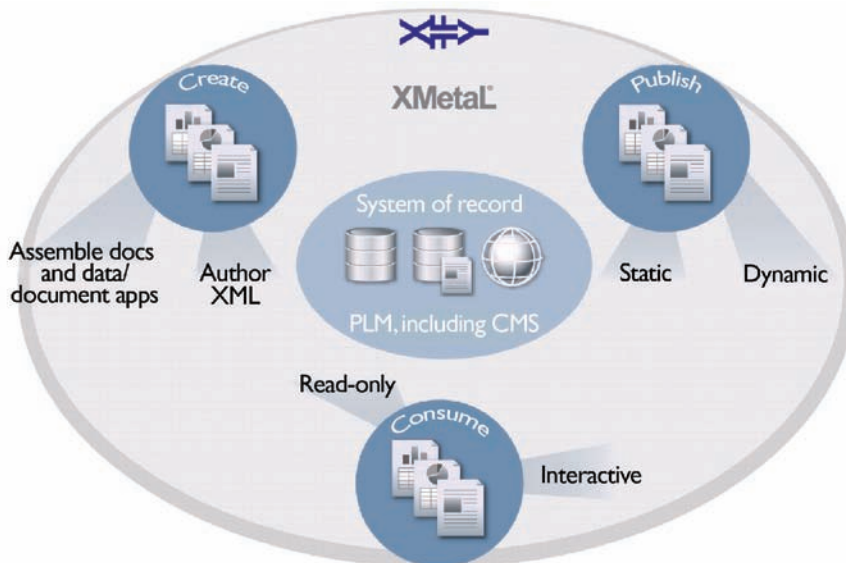 Create
XMetaL®
Publish
System of record
PLM, including CMS
Assemble docs
and data/
document apps
Author
XML
Static
Dynamic
Read-only
Consume
Interactive